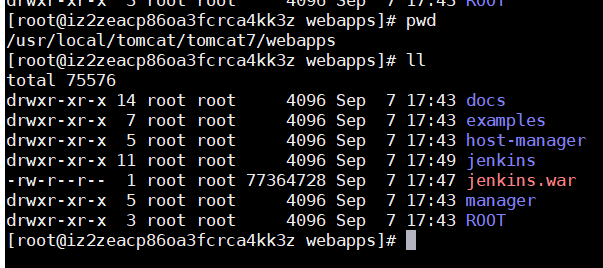 drwxr-xr-x 3 root root 4096 Sep 7 17:43 ROOT
[root@iz2zeacp86oa3fcrca4kk3z webapps]# pwd
/usr/local/tomcat/tomcat7/webapps
[root@iz2zeacp86oa3fcrca4kk3z webapps]# ll
total 75576
drwxr-xr-x 14 root root 4096 Sep 7 17:43 docs
drwxr-xr-x 7 root root 4096 Sep 7 17:43 examples
drwxr-xr-x 5 root root 4096 Sep 7 17:43 host-manager
drwxr-xr-x 11 root root 4096 Sep 7 17:49 jenkins
-rw-r--r-- 1 root root 77364728 Sep 7 17:47 jenkins.war
drwxr-xr-x 5 root root 4096 Sep 7 17:43 manager
drwxr-xr-x 3 root root 4096 Sep 7 17:43 ROOT
[root@iz2zeacp86oa3fcrca4kk3z webapps]#